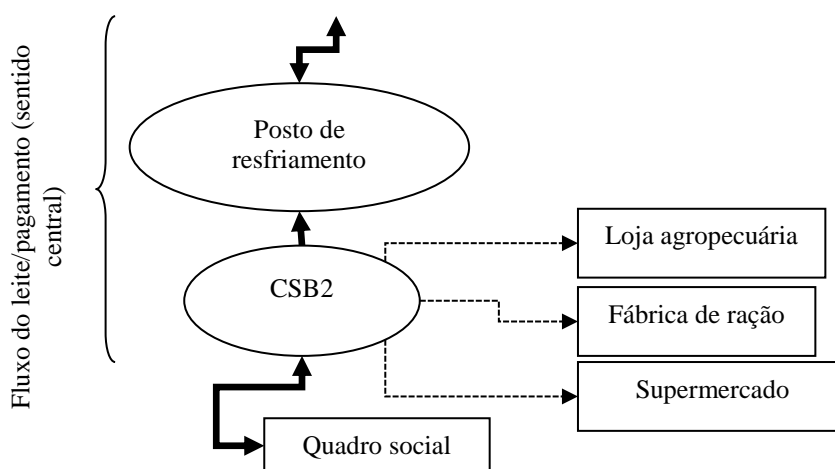 Fluxo do leite/pagamento (sentido
central)
Posto de
resfriamento
CSB2
Loja agropecuária
Fábrica de ração
Supermercado
Quadro social